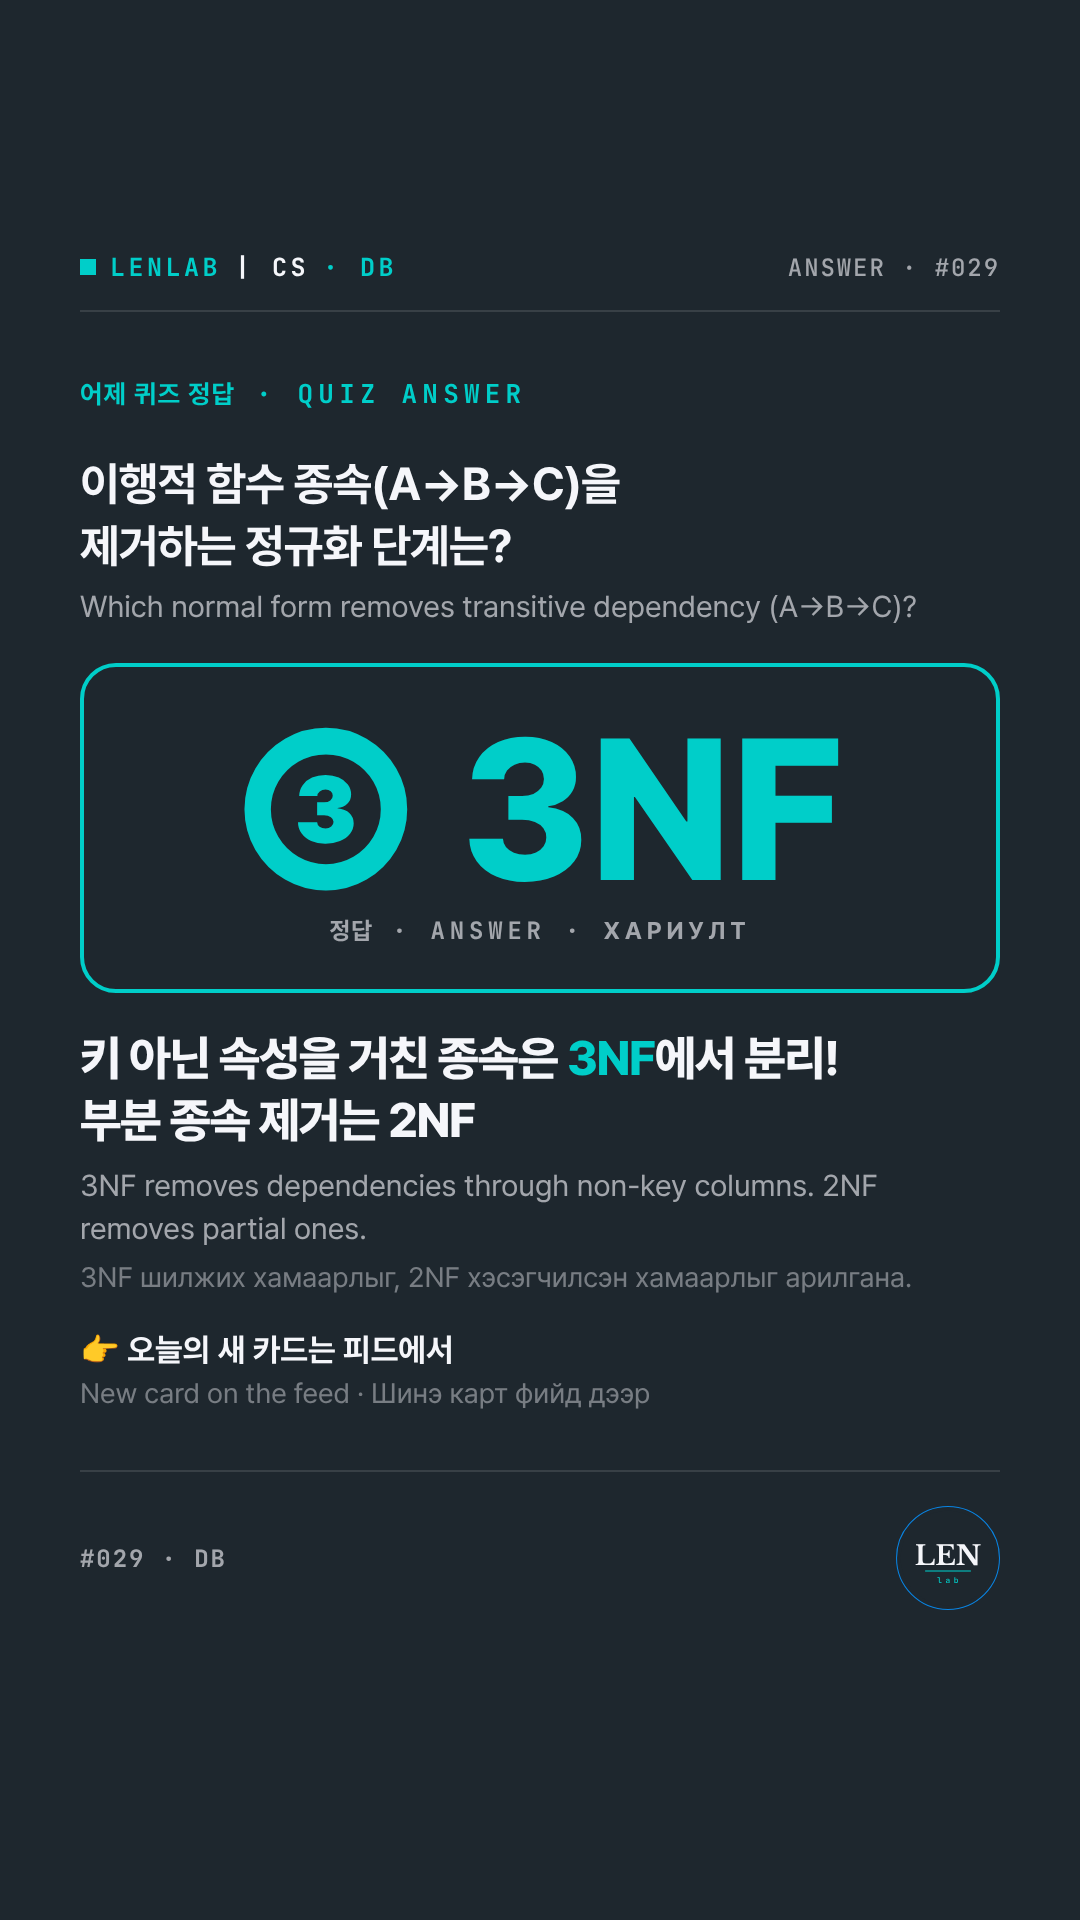 LENLAB | CS · DB
ANSWER · #029
어제 퀴즈 정답 · QUIZ ANSWER
이행적 함수 종속(A→B→C)을
제거하는 정규화 단계는?
Which normal form removes transitive dependency (A→B→C)?
③ 3NF
정답 · ANSWER · ХАРИУЛТ
키 아닌 속성을 거친 종속은 3NF에서 분리!
부분 종속 제거는 2NF
3NF removes dependencies through non-key columns. 2NF
removes partial ones.
3NF шилжих хамаарлыг, 2NF хэсэгчилсэн хамаарлыг арилгана.
👉 오늘의 새 카드는 피드에서
New card on the feed · Шинэ карт фийд дээр
#029 · DB
LEN
lab